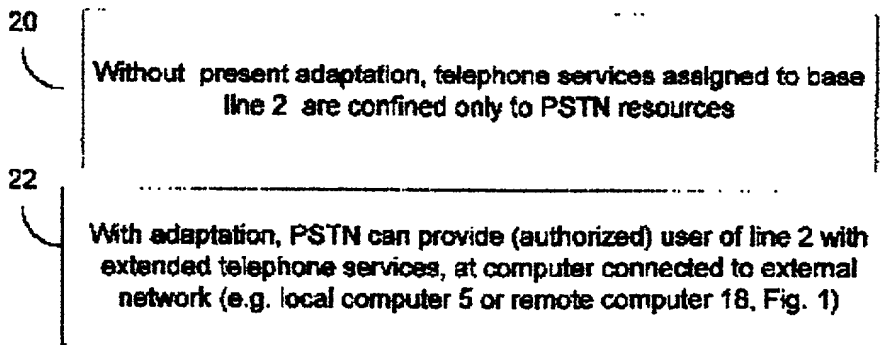 20
Without present adaptation, telephone services assigned to base
line 2 are confined only to PSTN resources
22
With adaptation, PSTN can provide (authorized) user of line 2 with
extended telephone services, at computer connected to external
network (e.g. local computer 5 or remote computer 18, Fig. 1)